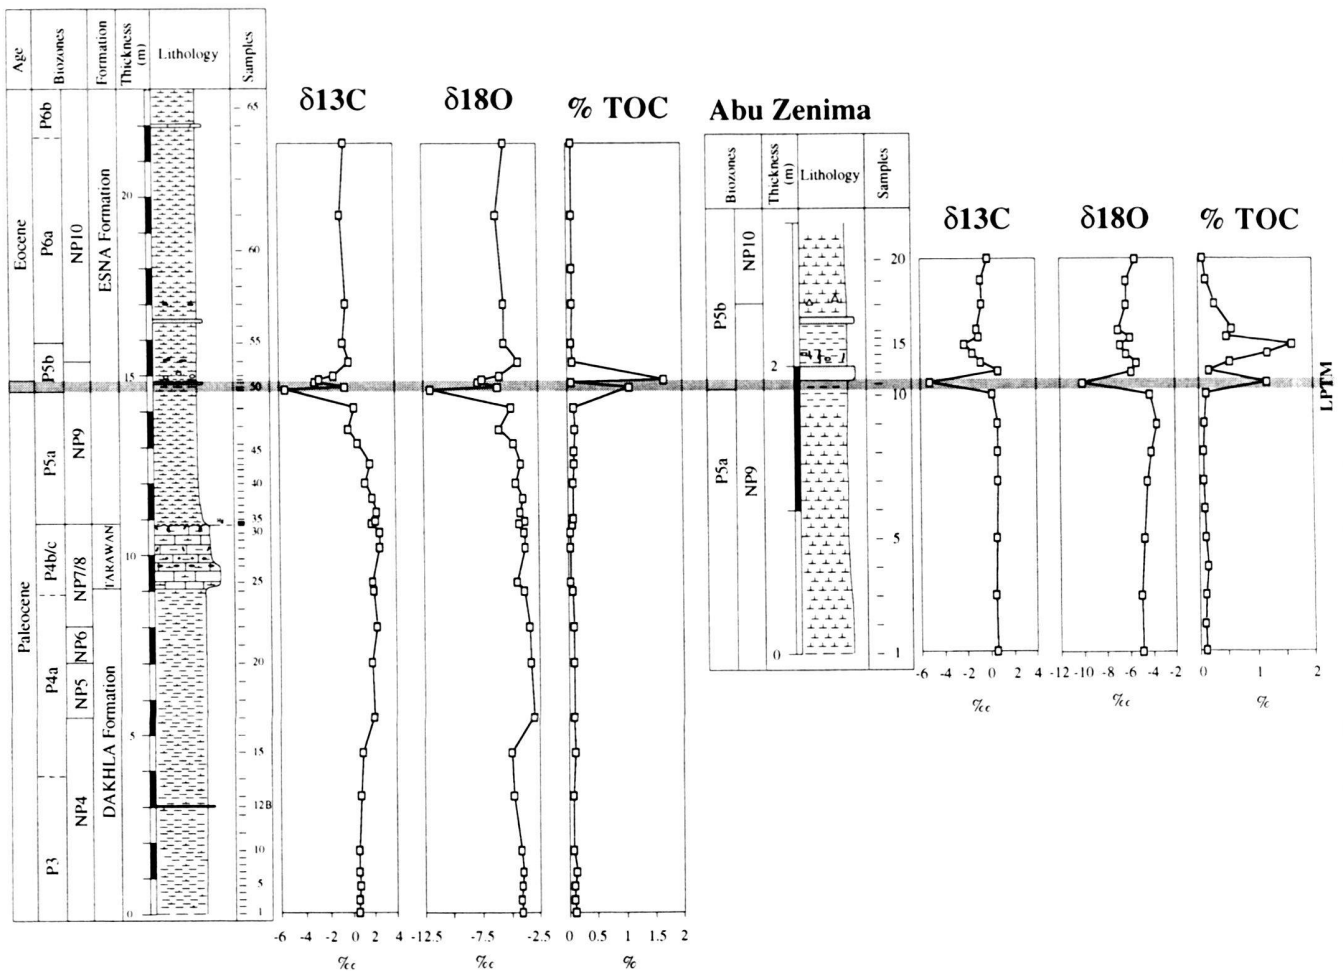 Age
Biozones
Formation
Thickness
(m)
Lithology
Samples
δ13C
δ18O
% TOC
Eocene
Paleocene
P6b
P6a
P5b
P5a
P4b/c
P4a
P3
NP10
NP9
NP7/8
NP6
NP5
NP4
ESNA Formation
TARAWAN
DAKHLA Formation
20
15
10
5
0
65
60
55
50
45
40
35
30
25
20
15
12B
10
5
1
-6 -4 -2 0 2 4
‰
-12.5 -7.5 -2.5
‰
0 0.5 1 1.5 2
%
Abu Zenima
Biozones
Thickness
(m)
Lithology
Samples
δ13C
δ18O
% TOC
P5b
P5a
NP10
NP9
2
0
20
15
10
5
1
LPTM
-6 -4 -2 0 2 4
‰
-12 -10 -8 -6 -4 -2
‰
0 1 2
%